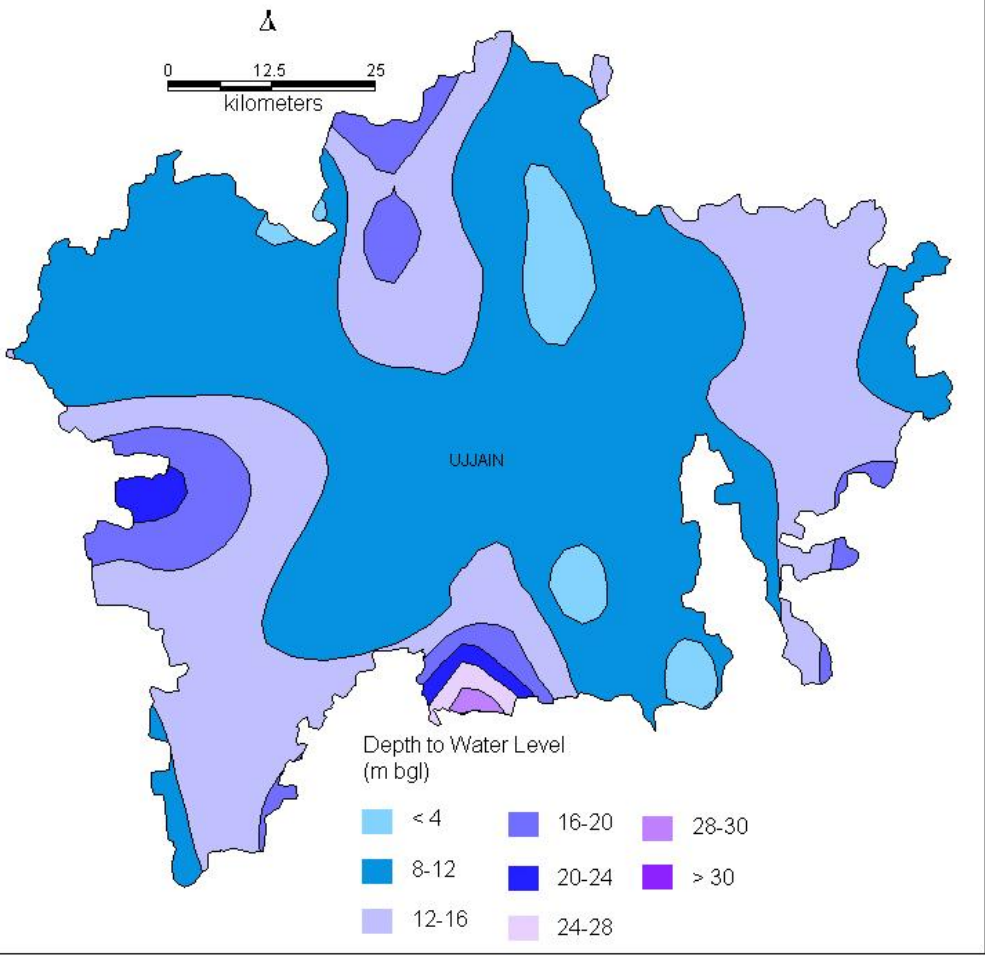 0 12.5 25
kilometers
UJJAIN
Depth to Water Level
(m bgl)
< 4
8-12
12-16
16-20
20-24
24-28
28-30
> 30